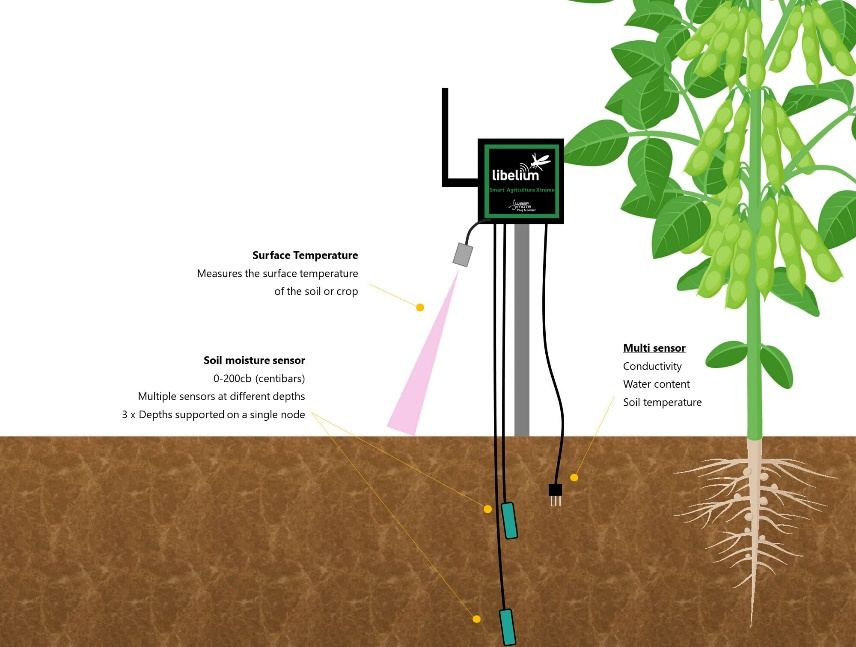 libelium
Smart Agriculture Xtreme
Surface Temperature
Measures the surface temperature
of the soil or crop
Soil moisture sensor
0-200cb (centibars)
Multiple sensors at different depths
3 x Depths supported on a single node
Multi sensor
Conductivity
Water content
Soil temperature